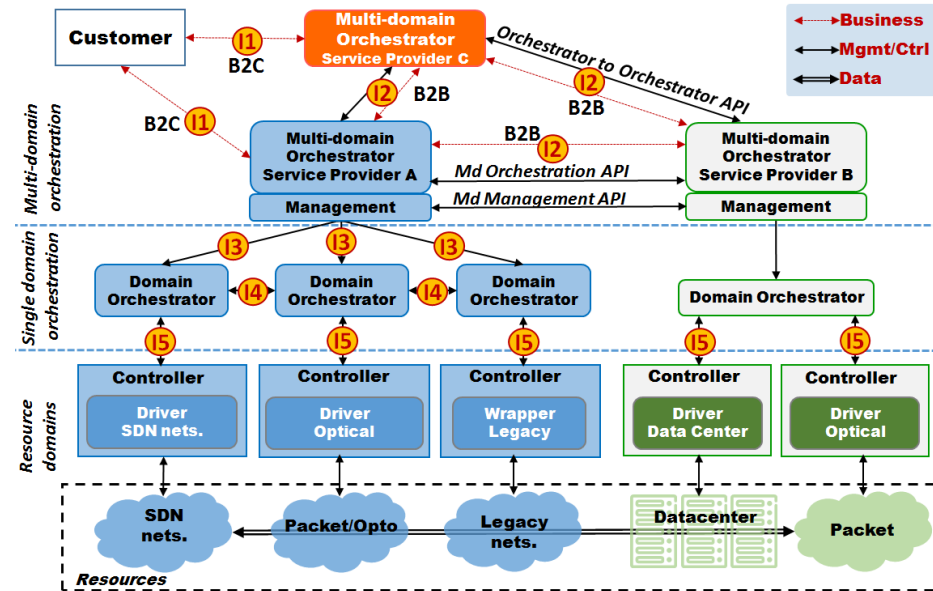 Customer
I1
B2C
Multi-domain
Orchestrator
Service Provider C
Business
Mgmt/Ctrl
Data
Orchestrator to Orchestrator API
I2
B2B
I2
B2B
B2C
I1
Multi-domain
orchestration
Multi-domain
Orchestrator
Service Provider A
Management
B2B
I2
Md Orchestration API
Md Management API
Multi-domain
Orchestrator
Service Provider B
Management
Single domain
orchestration
I3
I3
I3
Domain
Orchestrator
I4
Domain
Orchestrator
I4
Domain
Orchestrator
Domain Orchestrator
I5
I5
I5
I5
I5
Resource
domains
Controller
Driver
SDN nets.
Controller
Driver
Optical
Controller
Wrapper
Legacy
Controller
Driver
Data Center
Controller
Driver
Optical
SDN
nets.
Packet/Opto
Legacy
nets.
Datacenter
Packet
Resources